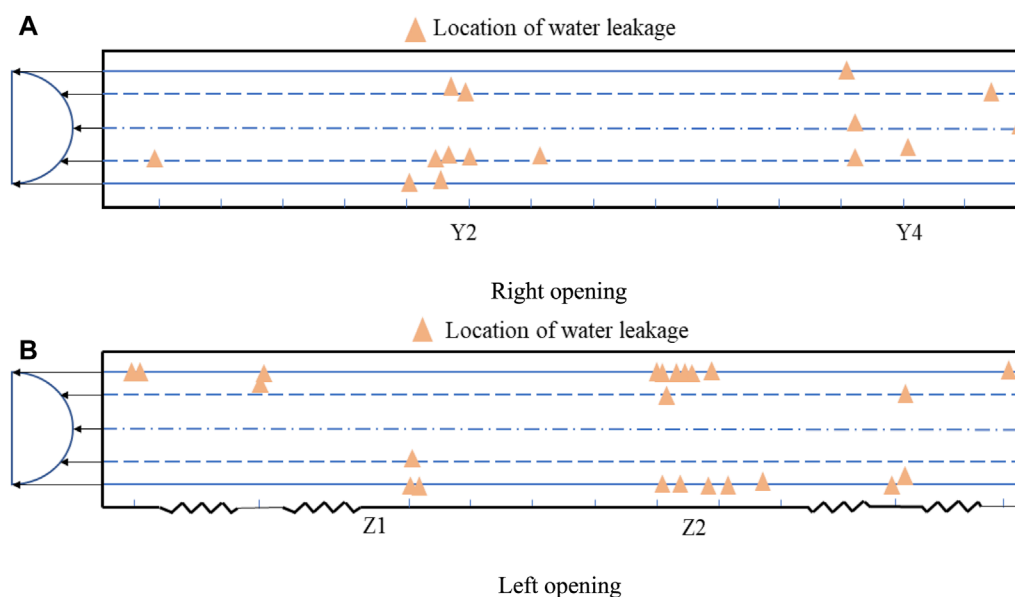 A
Location of water leakage
Y2 Y4
Right opening
Location of water leakage
B
Z1 Z2
Left opening